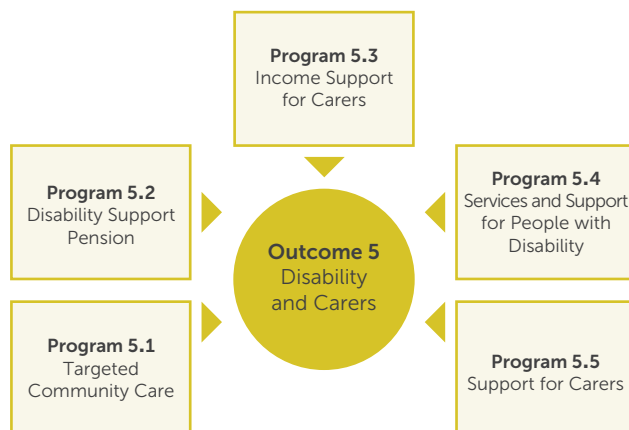 Program 5.3
Income Support
for Carers
Program 5.2
Disability Support
Pension
Program 5.4
Services and Support
for People with
Disability
Outcome 5
Disability
and Carers
Program 5.1
Targeted
Community Care
Program 5.5
Support for Carers